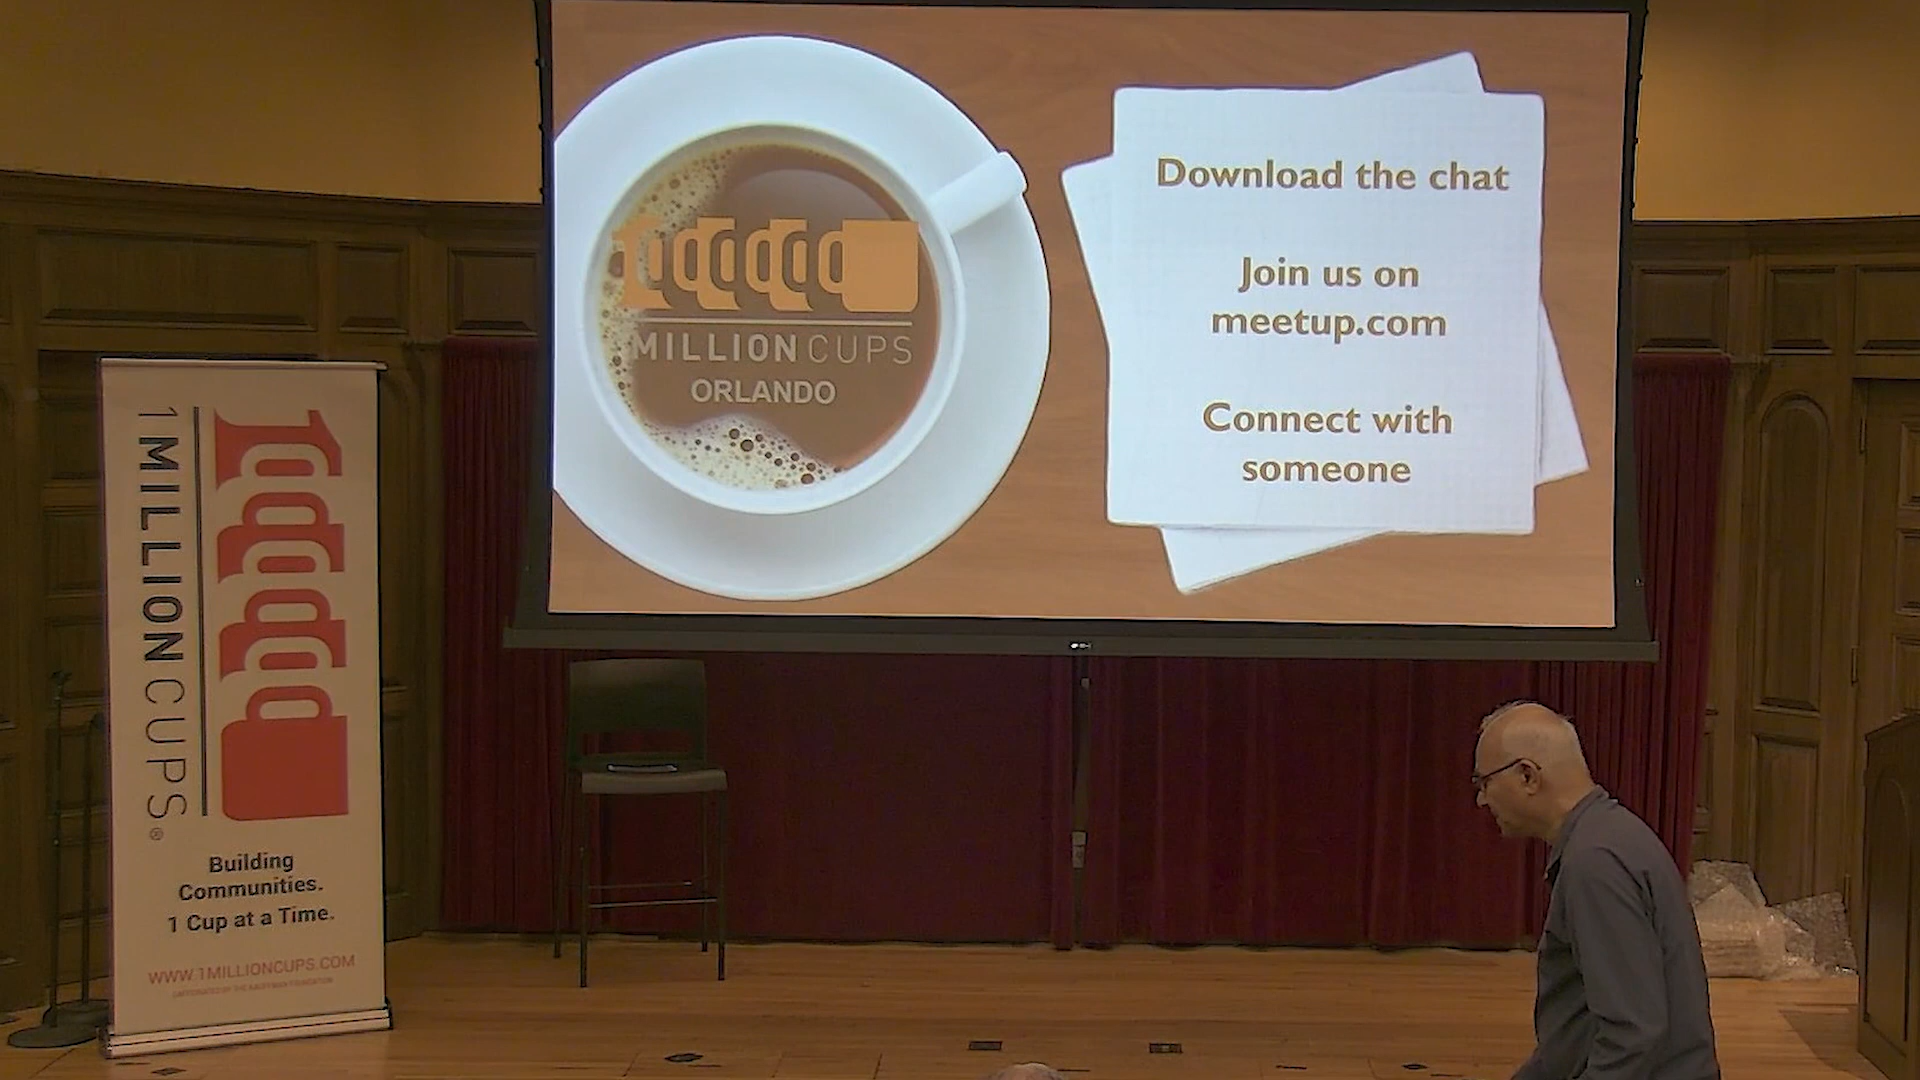 MILLION CUPS
ORLANDO
Download the chat
Join us on
meetup.com
Connect with
someone
1 MILLION CUPS®
Building
Communities.
1 Cup at a Time.
WWW.1MILLIONCUPS.COM